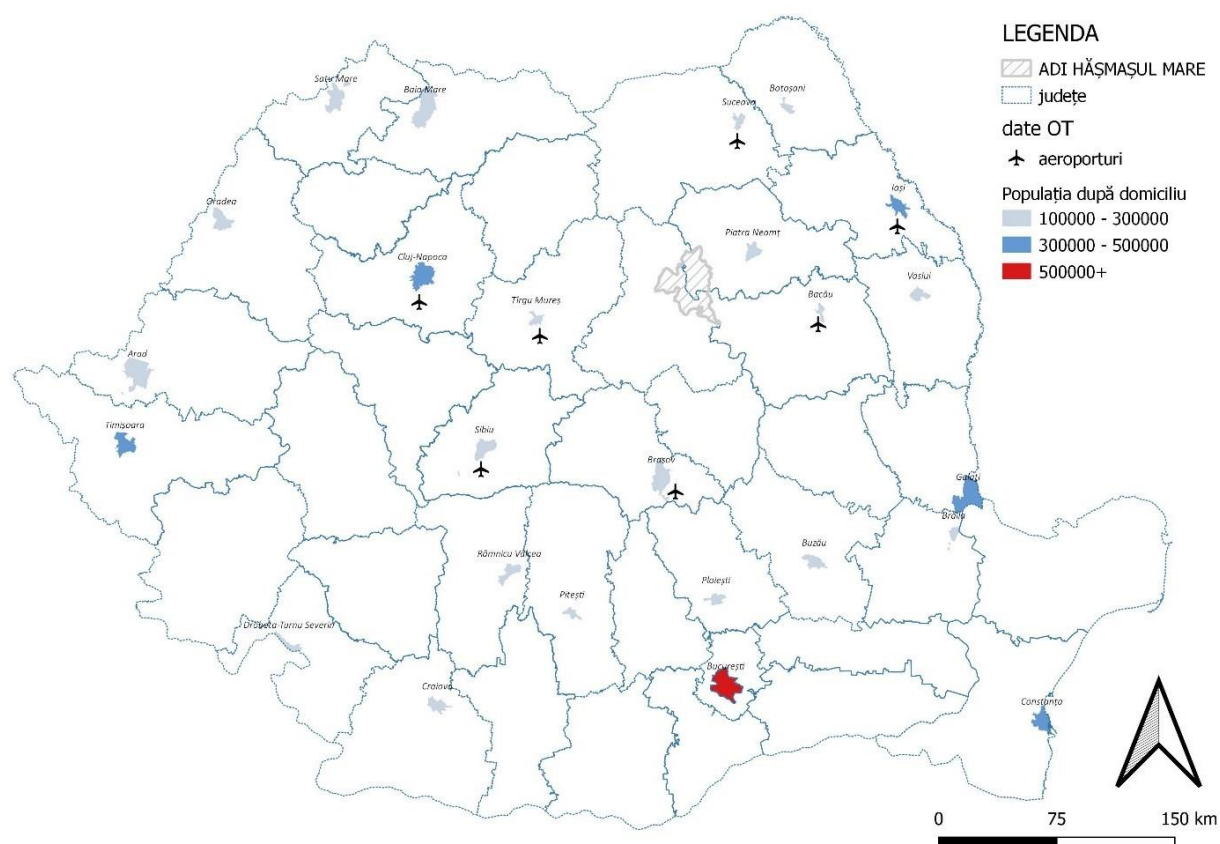 LEGENDA
ADI HĂȘMAȘUL MARE
județe
date OT
aeroporturi
Populația după domiciliu
100000 - 300000
300000 - 500000
500000+
Satu Mare
Baia Mare
Suceava
Botoșani
Oradea
Iași
Piatra Neamț
Cluj-Napoca
Vaslui
Tîrgu Mureș
Bacău
Arad
Timișoara
Sibiu
Brașov
Galați
Brăila
Râmnicu Vâlcea
Buzău
Pitești
Ploiești
Drobeta-Turnu Severin
București
Craiova
Constanța
0 75 150 km